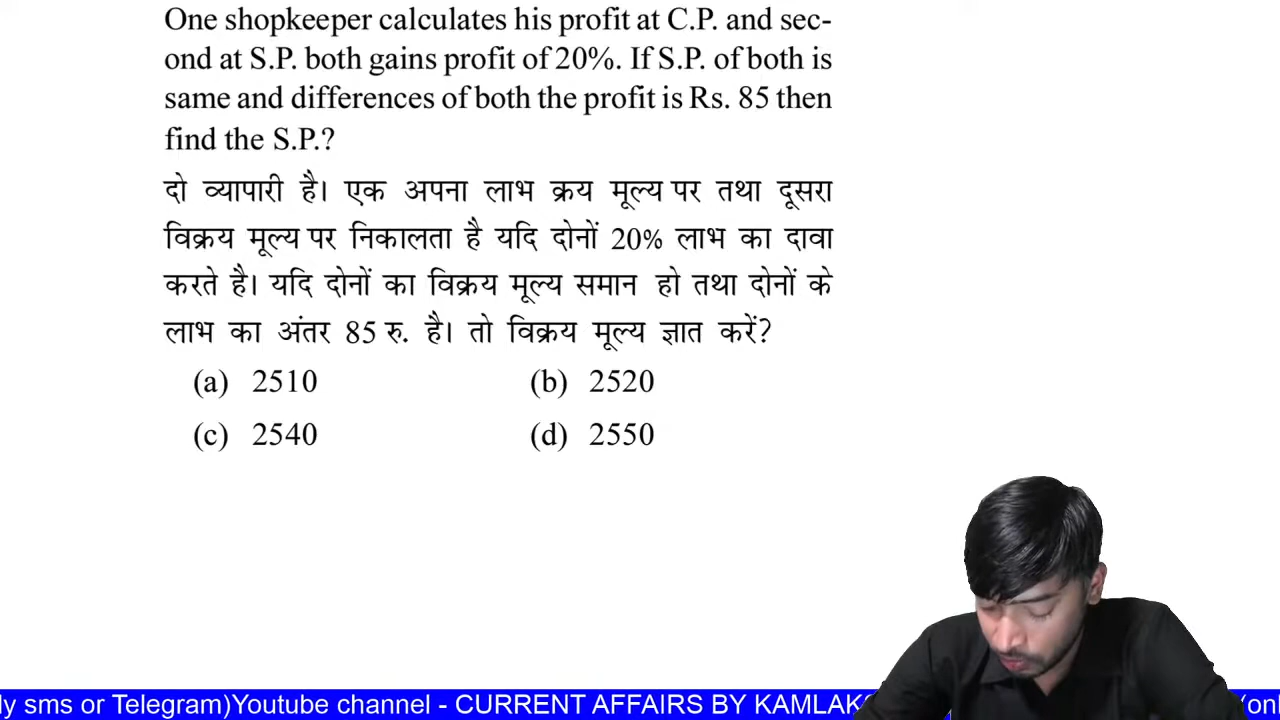 One shopkeeper calculates his profit at C.P. and sec-
ond at S.P. both gains profit of 20%. If S.P. of both is
same and differences of both the profit is Rs. 85 then
find the S.P.?
दो व्यापारी है। एक अपना लाभ क्रय मूल्य पर तथा दूसरा
विक्रय मूल्य पर निकालता है यदि दोनों 20% लाभ का दावा
करते है। यदि दोनों का विक्रय मूल्य समान हो तथा दोनों के
लाभ का अंतर 85 रु. है। तो विक्रय मूल्य ज्ञात करें?
(a) 2510 (b) 2520
(c) 2540 (d) 2550
ly sms or Telegram)Youtube channel - CURRENT AFFAIRS BY KAMLAK